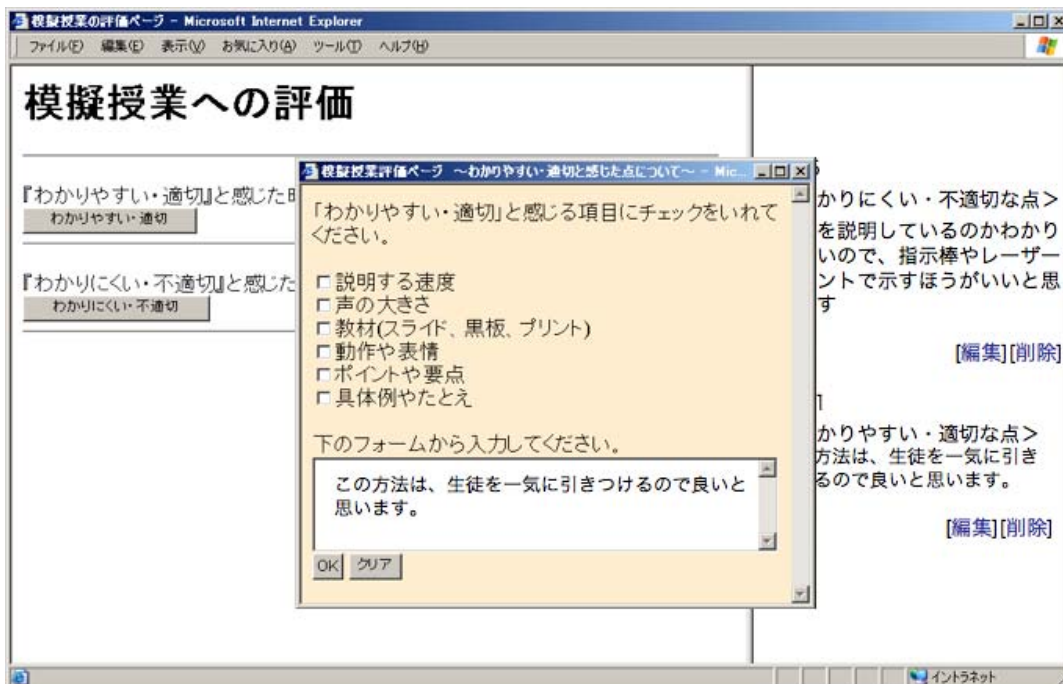 模擬授業の評価ページ - Microsoft Internet Explorer
ファイル(F) 編集(E) 表示(V) お気に入り(A) ツール(T) ヘルプ(H)
模擬授業への評価
『わかりやすい・適切』と感じた
わかりやすい・適切
『わかりにくい・不適切』と感じた
わかりにくい・不適切
模擬授業評価ページ ～わかりやすい・適切と感じた点について～ - Mic...
「わかりやすい・適切」と感じる項目にチェックをいれて
ください。
説明する速度
声の大きさ
教材(スライド、黒板、プリント)
動作や表情
ポイントや要点
具体例やたとえ
下のフォームから入力してください。
この方法は、生徒を一気に引きつけるので良いと
思います。
OK クリア
かりにくい・不適切な点＞
を説明しているのかわかり
いので、指示棒やレーザー
ントで示すほうがいいと思
す
[編集][削除]
かりやすい・適切な点＞
方法は、生徒を一気に引き
るので良いと思います。
[編集][削除]
イントラネット